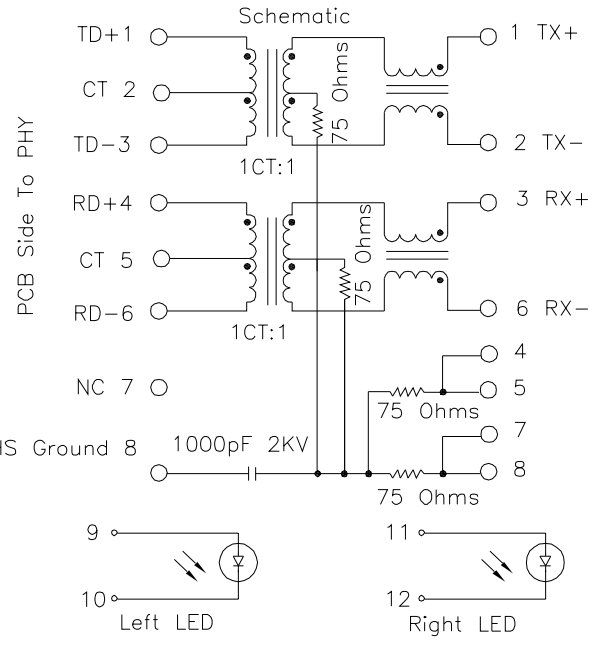 Schematic
TD+1
1 TX+
CT 2
75 Ohms
TD-3
2 TX-
1CT:1
PCB Side To PHY
RD+4
3 RX+
CT 5
75 Ohms
RD-6
6 RX-
1CT:1
4
NC 7
5
75 Ohms
7
HS Ground 8
1000pF 2KV
8
75 Ohms
9
11
10
12
Left LED
Right LED